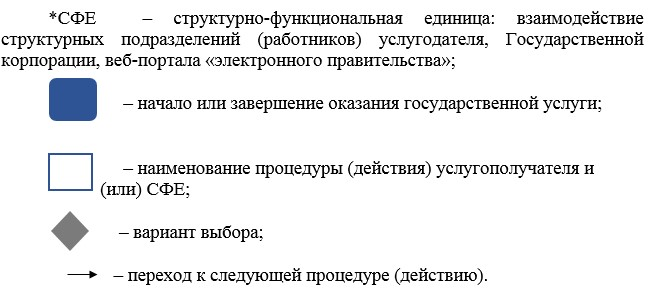 *СФЕ – структурно-функциональная единица: взаимодействие
структурных подразделений (работников) услугодателя, Государственной
корпорации, веб-портала «электронного правительства»;
– начало или завершение оказания государственной услуги;
– наименование процедуры (действия) услугополучателя и
(или) СФЕ;
– вариант выбора;
– переход к следующей процедуре (действию).